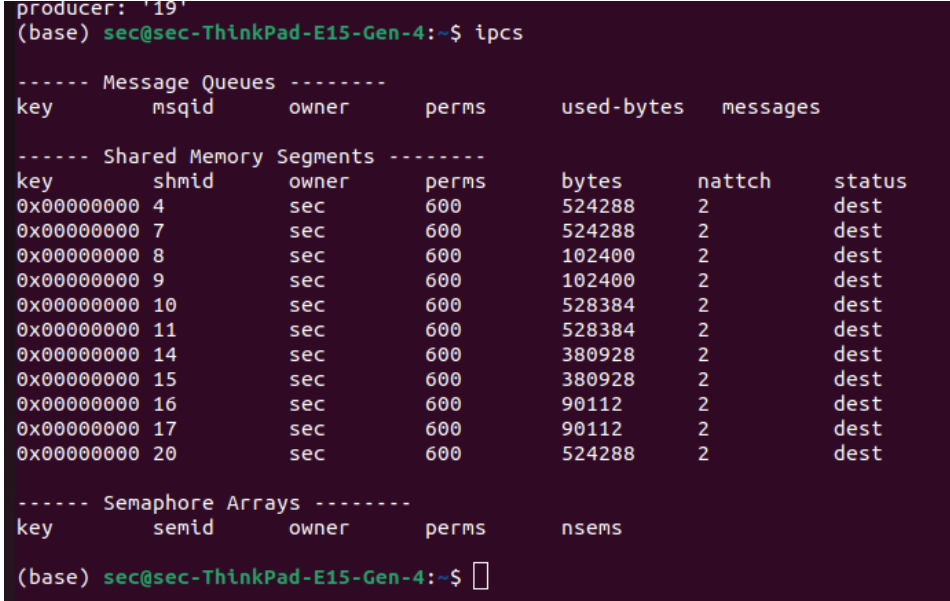 producer: '19'
(base) sec@sec-ThinkPad-E15-Gen-4:~$ ipcs
------ Message Queues --------
key        msqid      owner      perms      used-bytes   messages
------ Shared Memory Segments --------
key        shmid      owner      perms      bytes      nattch     status
0x00000000 4          sec        600        524288     2          dest
0x00000000 7          sec        600        524288     2          dest
0x00000000 8          sec        600        102400     2          dest
0x00000000 9          sec        600        102400     2          dest
0x00000000 10         sec        600        528384     2          dest
0x00000000 11         sec        600        528384     2          dest
0x00000000 14         sec        600        380928     2          dest
0x00000000 15         sec        600        380928     2          dest
0x00000000 16         sec        600        90112      2          dest
0x00000000 17         sec        600        90112      2          dest
0x00000000 20         sec        600        524288     2          dest
------ Semaphore Arrays --------
key        semid      owner      perms      nsems
(base) sec@sec-ThinkPad-E15-Gen-4:~$